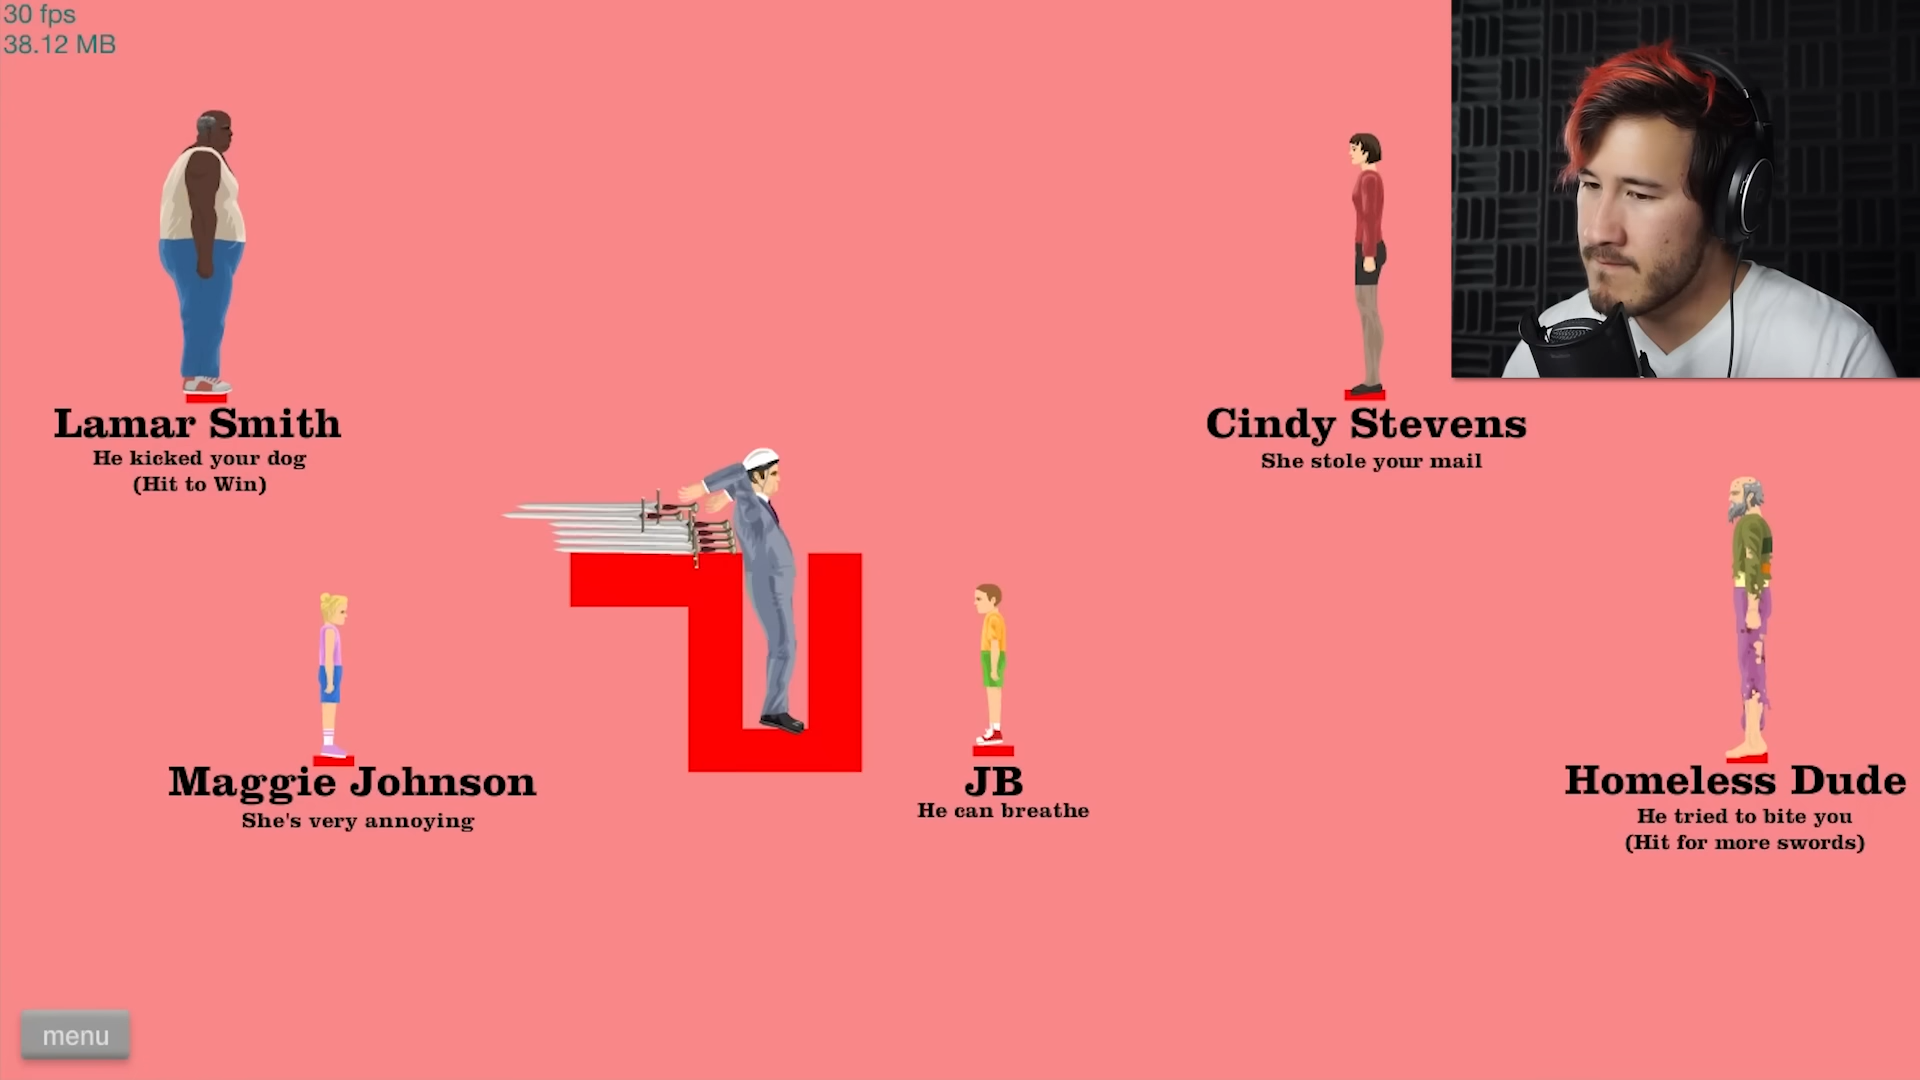 30 fps
38.12 MB
Lamar Smith
He kicked your dog
(Hit to Win)
Cindy Stevens
She stole your mail
Maggie Johnson
She's very annoying
JB
He can breathe
Homeless Dude
He tried to bite you
(Hit for more swords)
menu